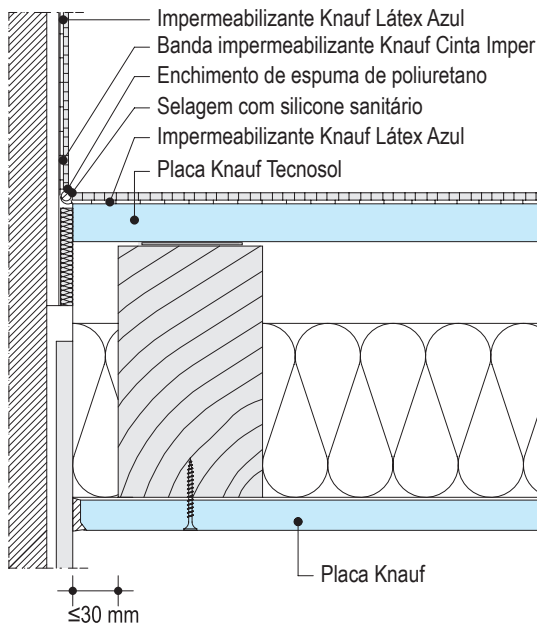 Impermeabilizante Knauf Látex Azul
Banda impermeabilizante Knauf Cinta Imper
Enchimento de espuma de poliuretano
Selagem com silicone sanitário
Impermeabilizante Knauf Látex Azul
Placa Knauf Tecnosol
Placa Knauf
≤30 mm